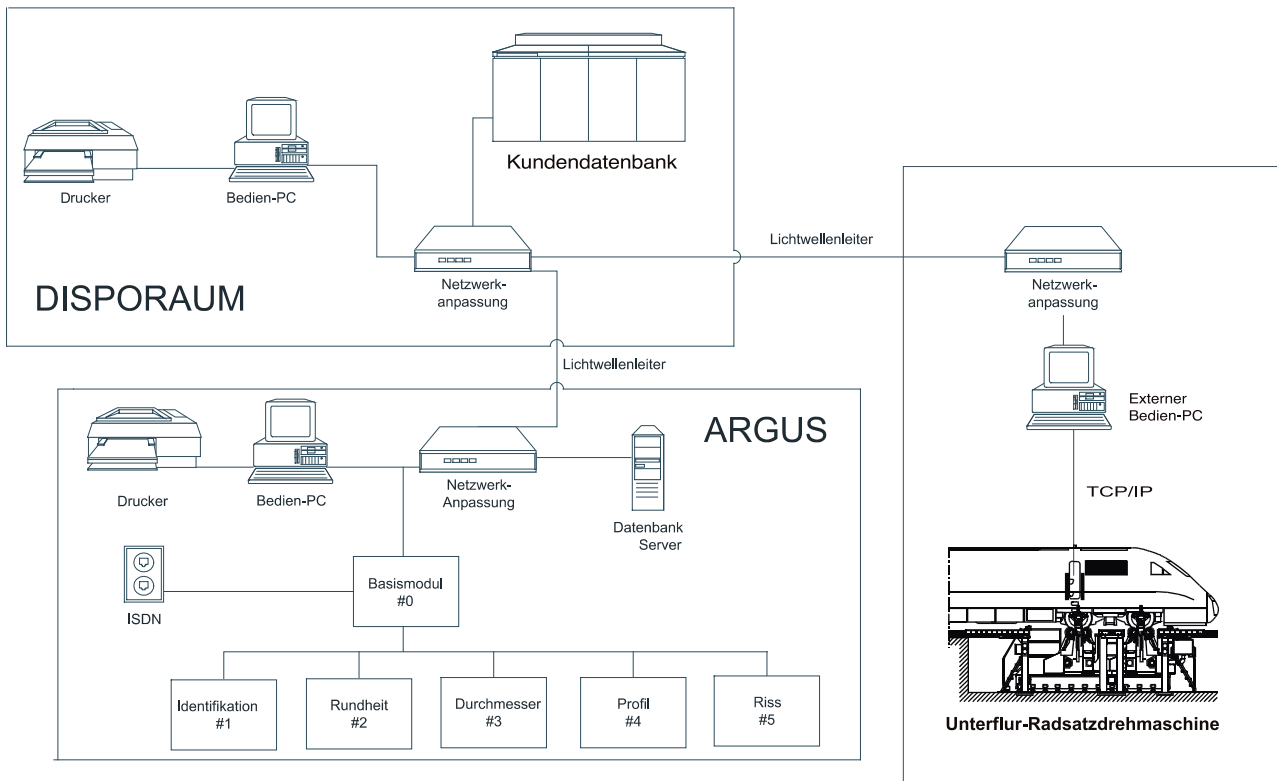 Kundendatenbank
Drucker
Bedien-PC
Lichtwellenleiter
Netzwerk-
anpassung
Netzwerk-
anpassung
DISPORAUM
Lichtwellenleiter
Externer
Bedien-PC
ARGUS
Drucker
Bedien-PC
Netzwerk-
Anpassung
TCP/IP
Datenbank
Server
Basismodul
#0
ISDN
Identifikation
#1
Rundheit
#2
Durchmesser
#3
Profil
#4
Riss
#5
Unterflur-Radsatzdrehmaschine